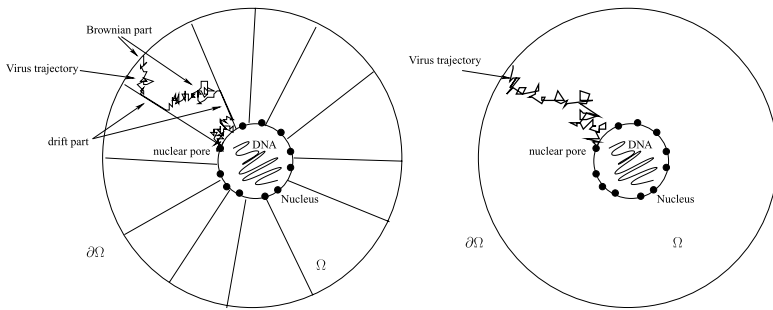 Brownian part
Virus trajectory
drift part
nuclear pore
DNA
Nucleus
∂Ω
Ω
Virus trajectory
nuclear pore
DNA
Nucleus
∂Ω
Ω